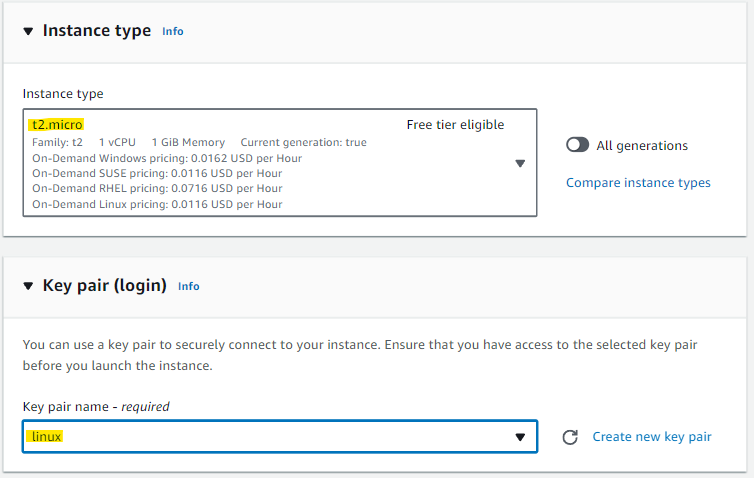 Instance type Info
Instance type
t2.micro Free tier eligible
Family: t2 1 vCPU 1 GiB Memory Current generation: true
On-Demand Windows pricing: 0.0162 USD per Hour
On-Demand SUSE pricing: 0.0116 USD per Hour
On-Demand RHEL pricing: 0.0716 USD per Hour
On-Demand Linux pricing: 0.0116 USD per Hour
All generations
Compare instance types
Key pair (login) Info
You can use a key pair to securely connect to your instance. Ensure that you have access to the selected key pair
before you launch the instance.
Key pair name - required
linux
Create new key pair